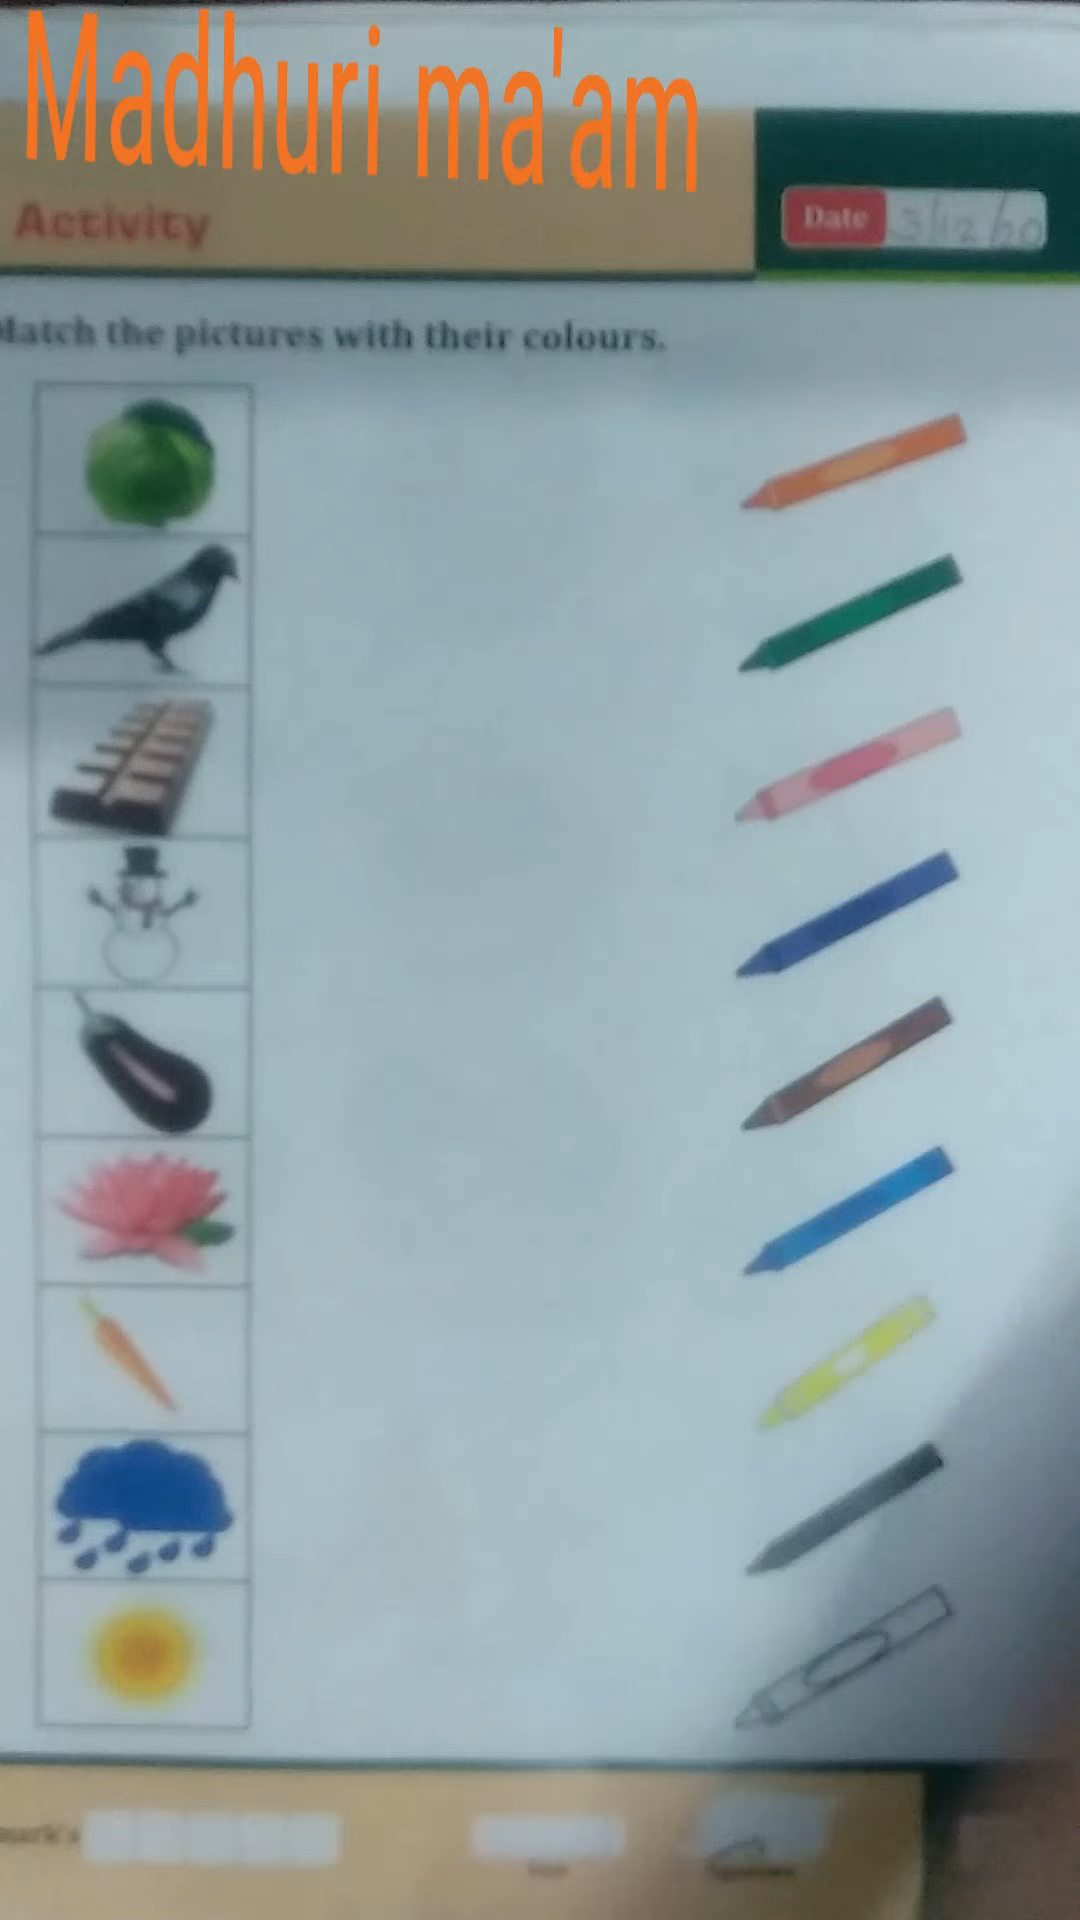 Madhuri ma'am
Activity
Date 3/12/20
Match the pictures with their colours.